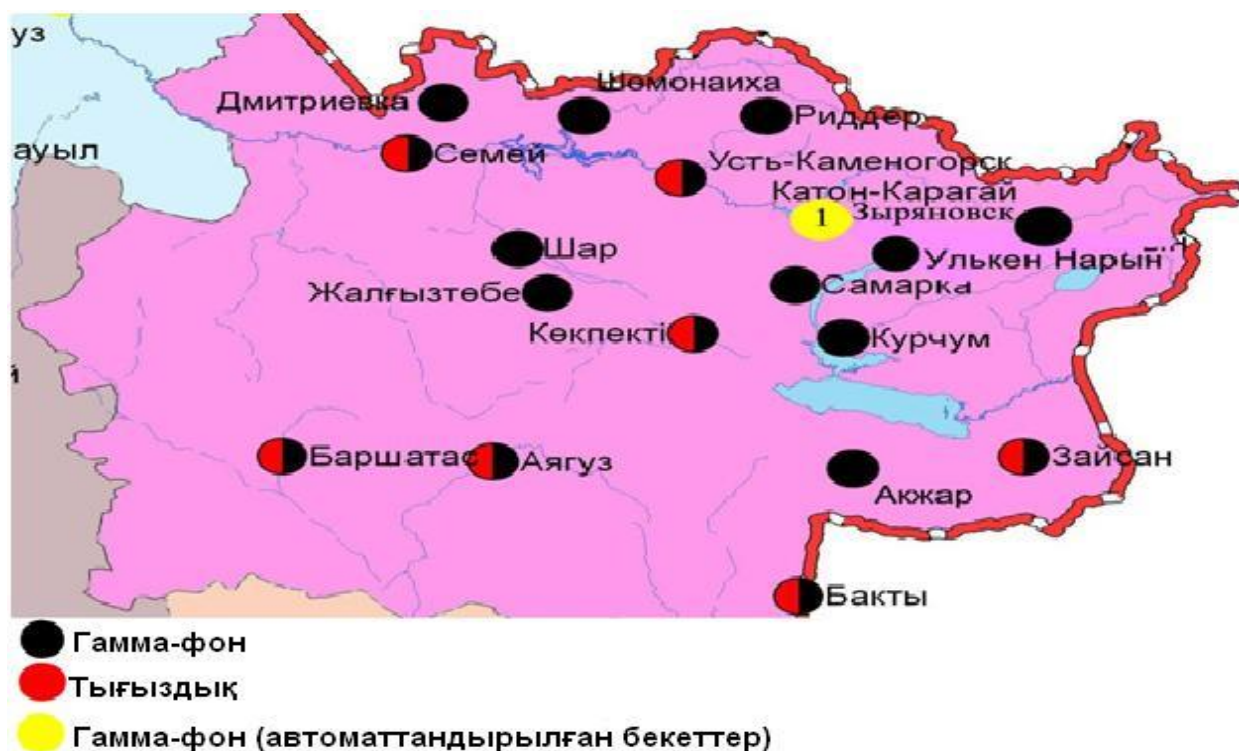 уз
Шемонаиха
Дмитриевка
Риддер
ауыл
Семей
Усть-Каменогорск
Катон-Карагай
1
Зыряновск
Шар
Улькен Нарын
Жалғызтөбе
Самарка
Көкпекті
Курчум
й
Баршатас
Аягуз
Зайсан
Акжар
Бакты
Гамма-фон
Тығыздық
Гамма-фон (автоматтандырылған бекеттер)